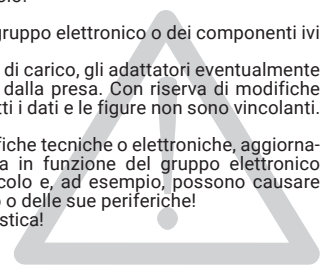 gruppo elettronico o dei componenti ivi
di carico, gli adattatori eventualmente
dalla presa. Con riserva di modifiche
ti i dati e le figure non sono vincolanti.
fiche tecniche o elettroniche, aggiorna-
a in funzione del gruppo elettronico
colo e, ad esempio, possono causare
o delle sue periferiche!
stica!